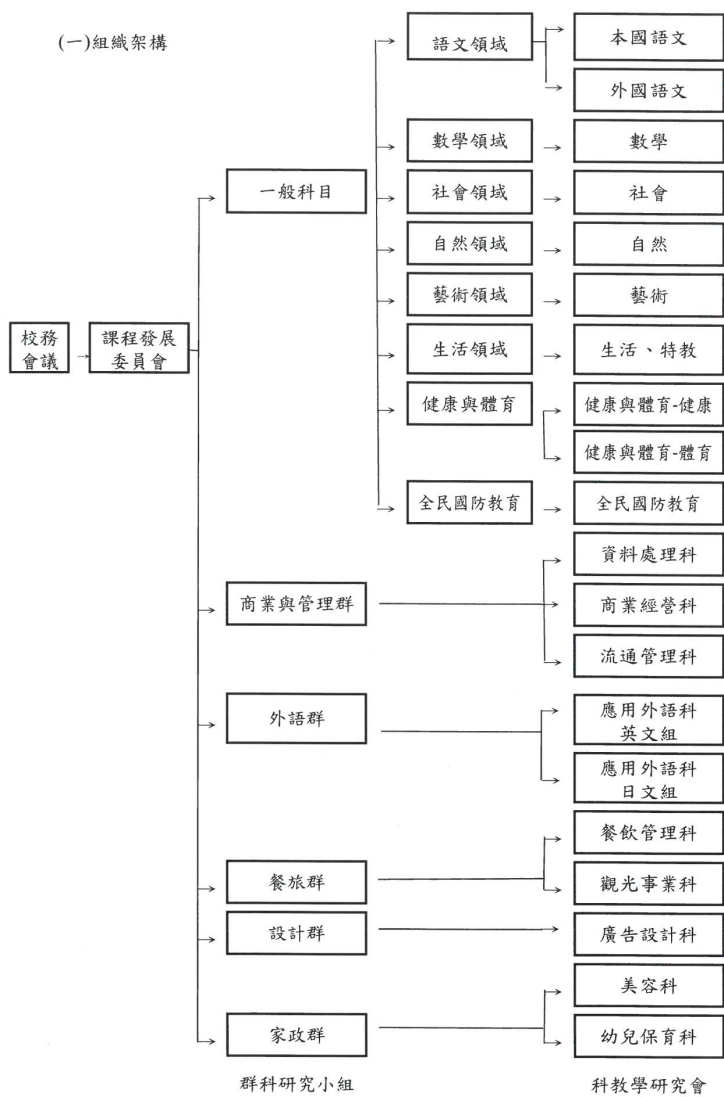 (一)組織架構
語文領域
本國語文
外國語文
數學領域
數學
一般科目
社會領域
社會
自然領域
自然
藝術領域
藝術
校務
會議
課程發展
委員會
生活領域
生活、特教
健康與體育
健康與體育-健康
健康與體育-體育
全民國防教育
全民國防教育
資料處理科
商業與管理群
商業經營科
流通管理科
外語群
應用外語科
英文組
應用外語科
日文組
餐飲管理科
餐旅群
觀光事業科
設計群
廣告設計科
美容科
家政群
幼兒保育科
群科研究小組
科教學研究會